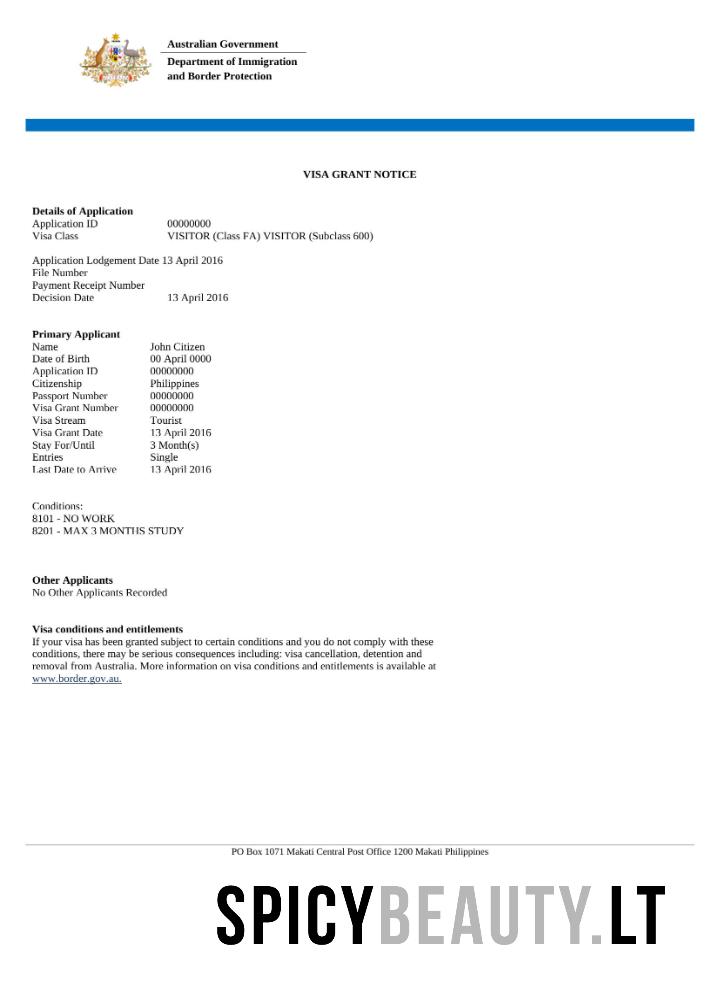 Australian Government
Department of Immigration
and Border Protection
VISA GRANT NOTICE
Details of Application
Application ID 00000000
Visa Class VISITOR (Class FA) VISITOR (Subclass 600)
Application Lodgement Date 13 April 2016
File Number
Payment Receipt Number
Decision Date 13 April 2016
Primary Applicant
Name John Citizen
Date of Birth 00 April 0000
Application ID 00000000
Citizenship Philippines
Passport Number 00000000
Visa Grant Number 00000000
Visa Stream Tourist
Visa Grant Date 13 April 2016
Stay For/Until 3 Month(s)
Entries Single
Last Date to Arrive 13 April 2016
Conditions:
8101 - NO WORK
8201 - MAX 3 MONTHS STUDY
Other Applicants
No Other Applicants Recorded
Visa conditions and entitlements
If your visa has been granted subject to certain conditions and you do not comply with these
conditions, there may be serious consequences including: visa cancellation, detention and
removal from Australia. More information on visa conditions and entitlements is available at
www.border.gov.au.
PO Box 1071 Makati Central Post Office 1200 Makati Philippines
SPICYBEAUTY.LT